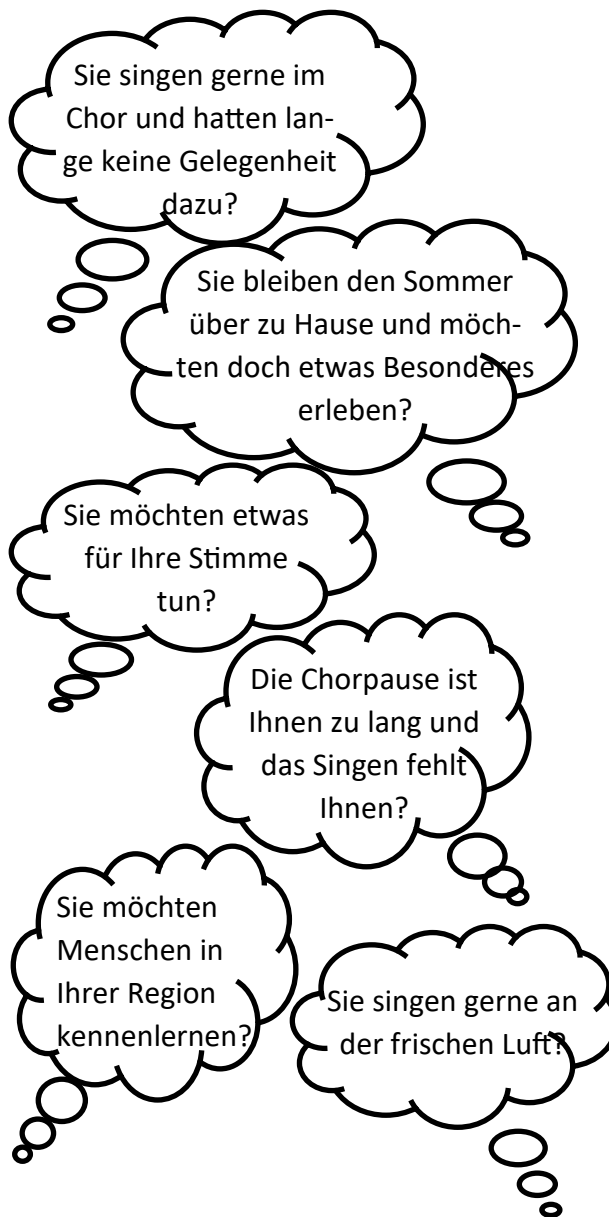 Sie singen gerne im
Chor und hatten lan-
ge keine Gelegenheit
dazu?
Sie bleiben den Sommer
über zu Hause und möch-
ten doch etwas Besonderes
erleben?
Sie möchten etwas
für Ihre Stimme
tun?
Die Chorpause ist
Ihnen zu lang und
das Singen fehlt
Ihnen?
Sie möchten
Menschen in
Ihrer Region
kennenlernen?
Sie singen gerne an
der frischen Luft?